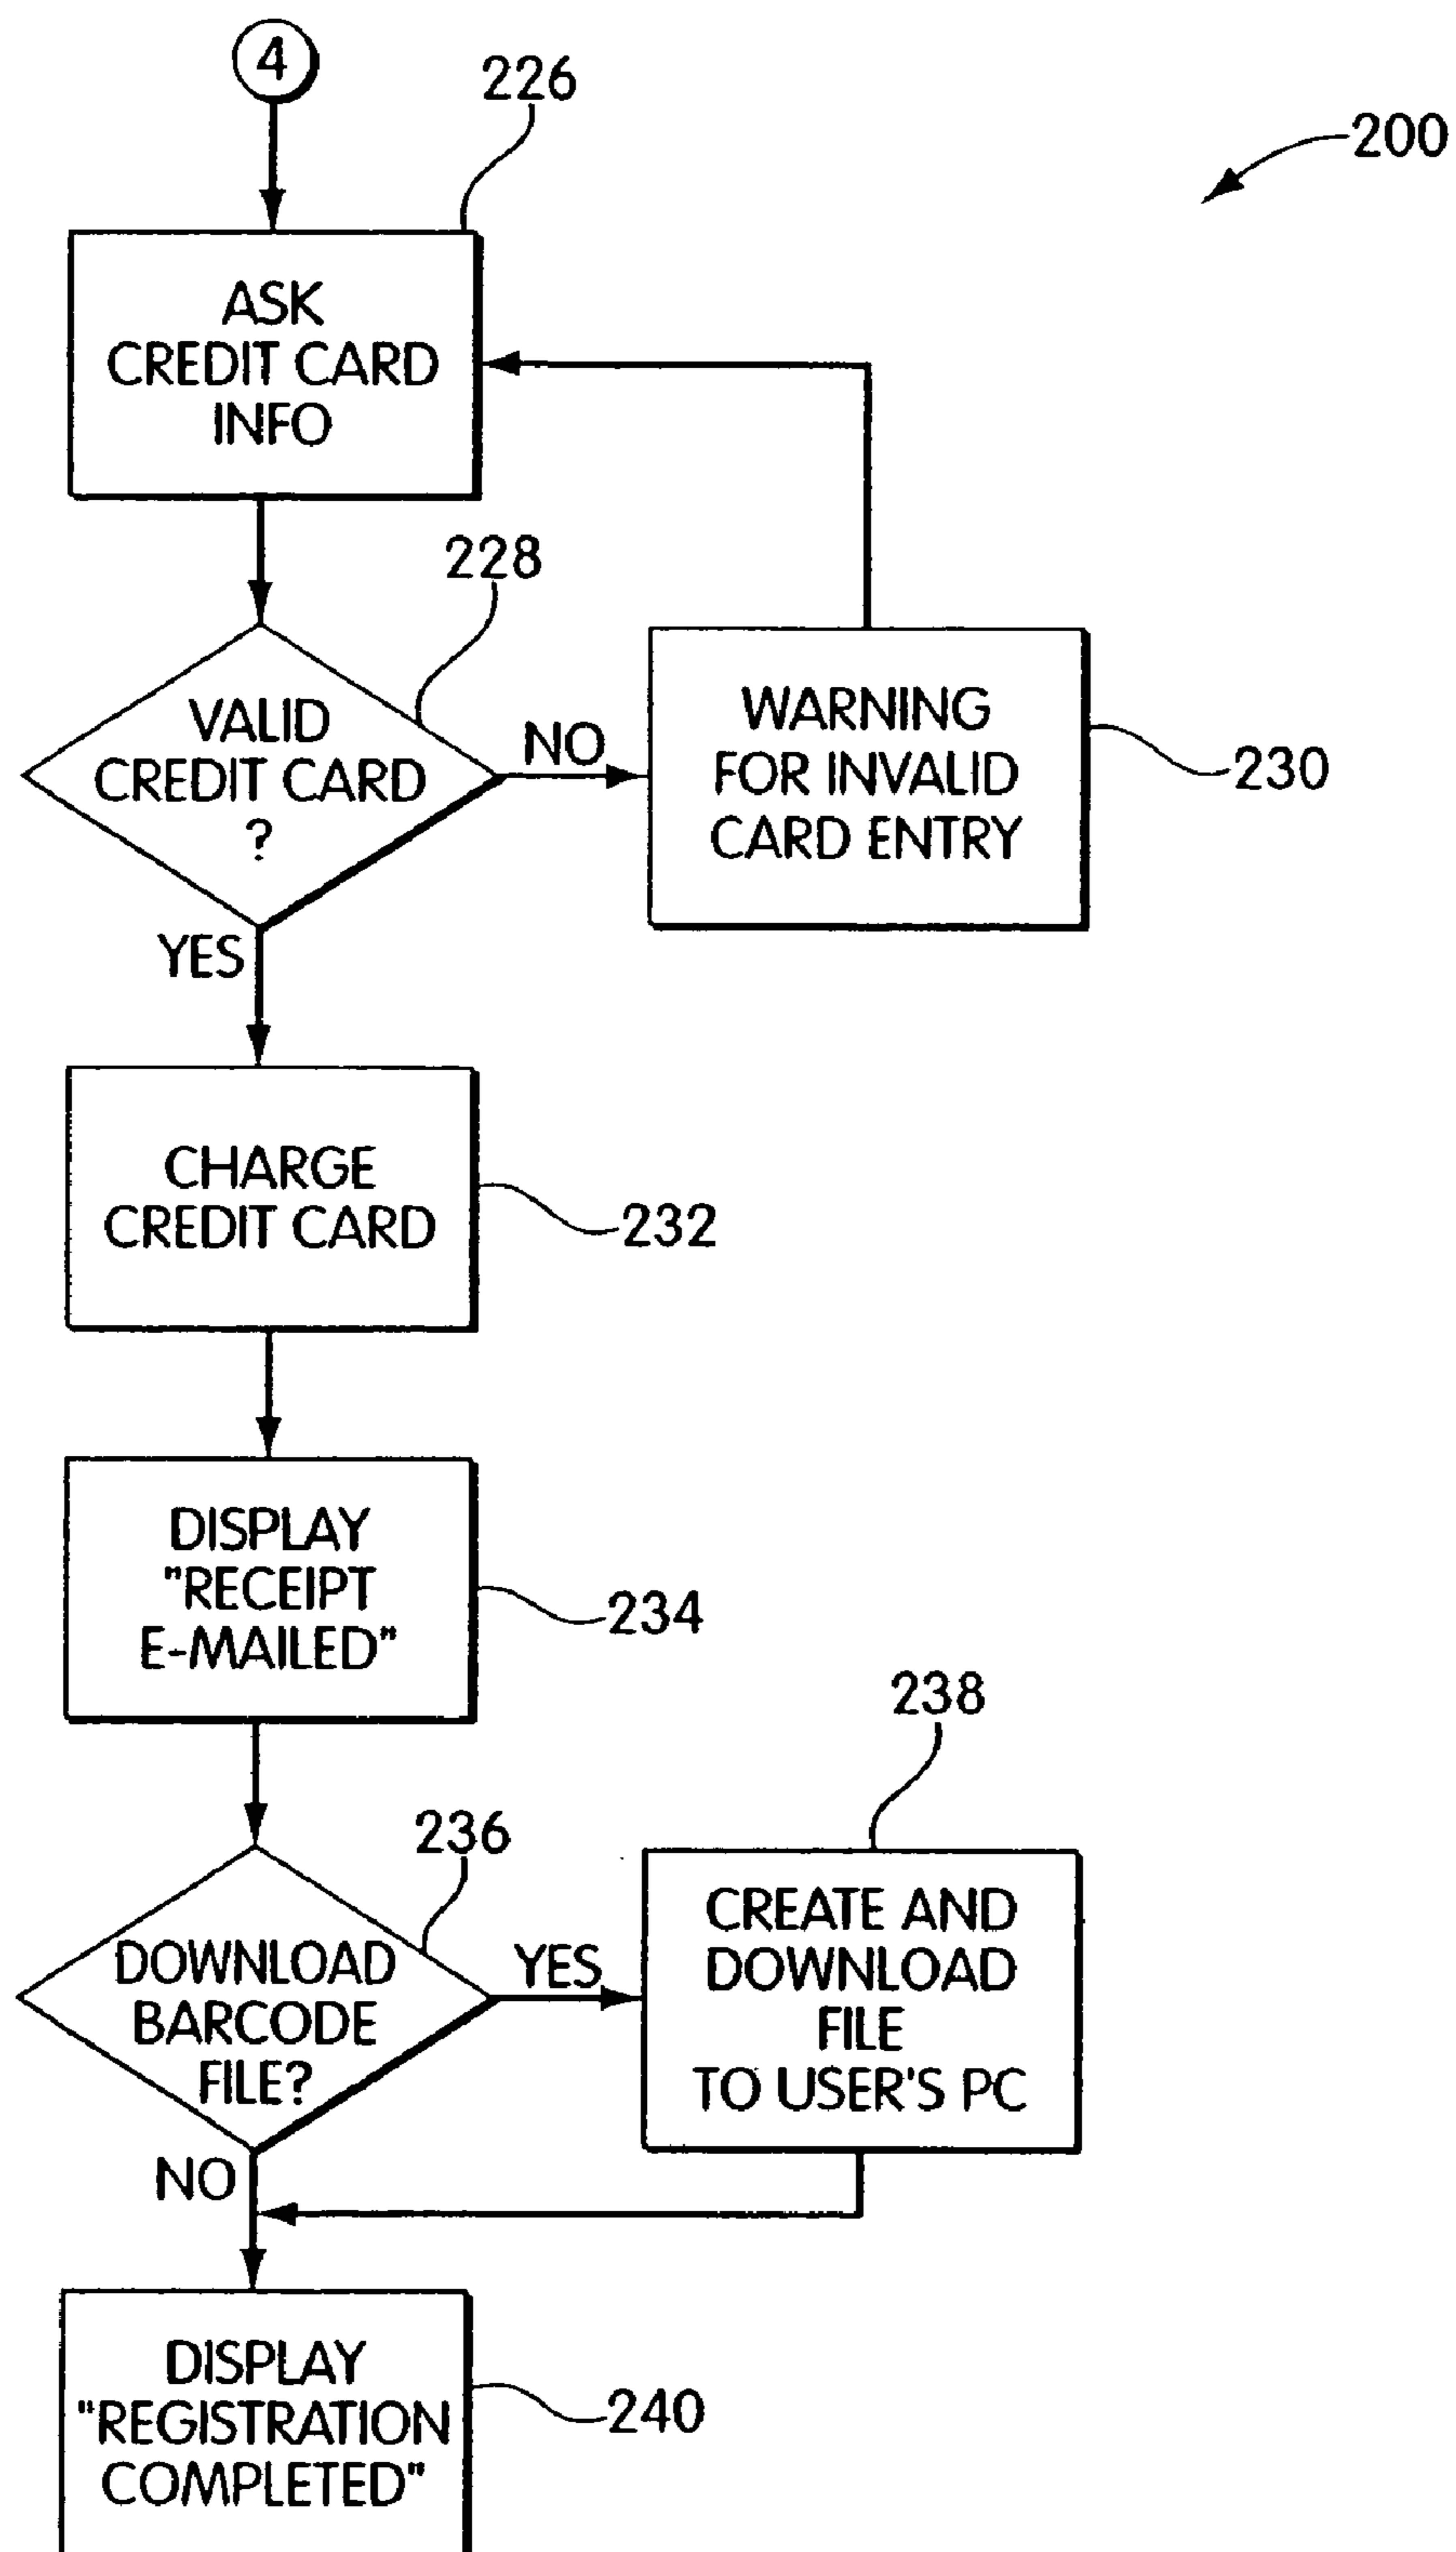 4
226
200
ASK
CREDIT CARD
INFO
228
VALID
CREDIT CARD
?
NO
WARNING
FOR INVALID
CARD ENTRY
230
YES
CHARGE
CREDIT CARD
232
DISPLAY
"RECEIPT
E-MAILED"
234
238
236
DOWNLOAD
BARCODE
FILE?
YES
CREATE AND
DOWNLOAD
FILE
TO USER'S PC
NO
DISPLAY
"REGISTRATION
COMPLETED"
240